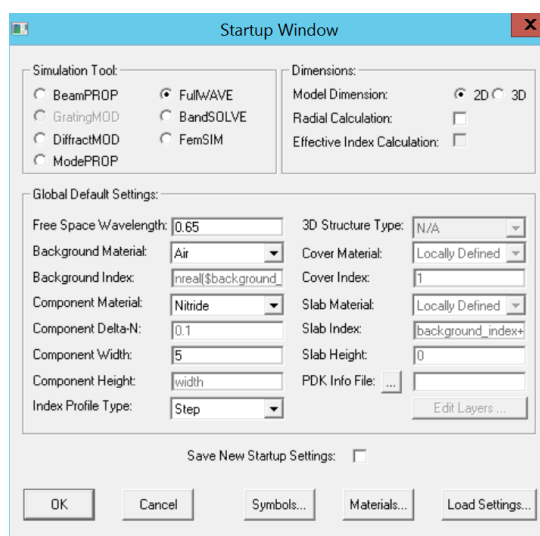 Startup Window
X
Simulation Tool:
BeamPROP
FullWAVE
GratingMOD
BandSOLVE
DiffractMOD
FemSIM
ModePROP
Dimensions:
Model Dimension: 2D 3D
Radial Calculation:
Effective Index Calculation:
Global Default Settings:
Free Space Wavelength: 0.65
Background Material: Air
Background Index: nreal($background_
Component Material: Nitride
Component Delta-N: 0.1
Component Width: 5
Component Height: width
Index Profile Type: Step
3D Structure Type: N/A
Cover Material: Locally Defined
Cover Index: 1
Slab Material: Locally Defined
Slab Index: background_index+
Slab Height: 0
PDK Info File: ...
Edit Layers ...
Save New Startup Settings:
OK
Cancel
Symbols...
Materials...
Load Settings...